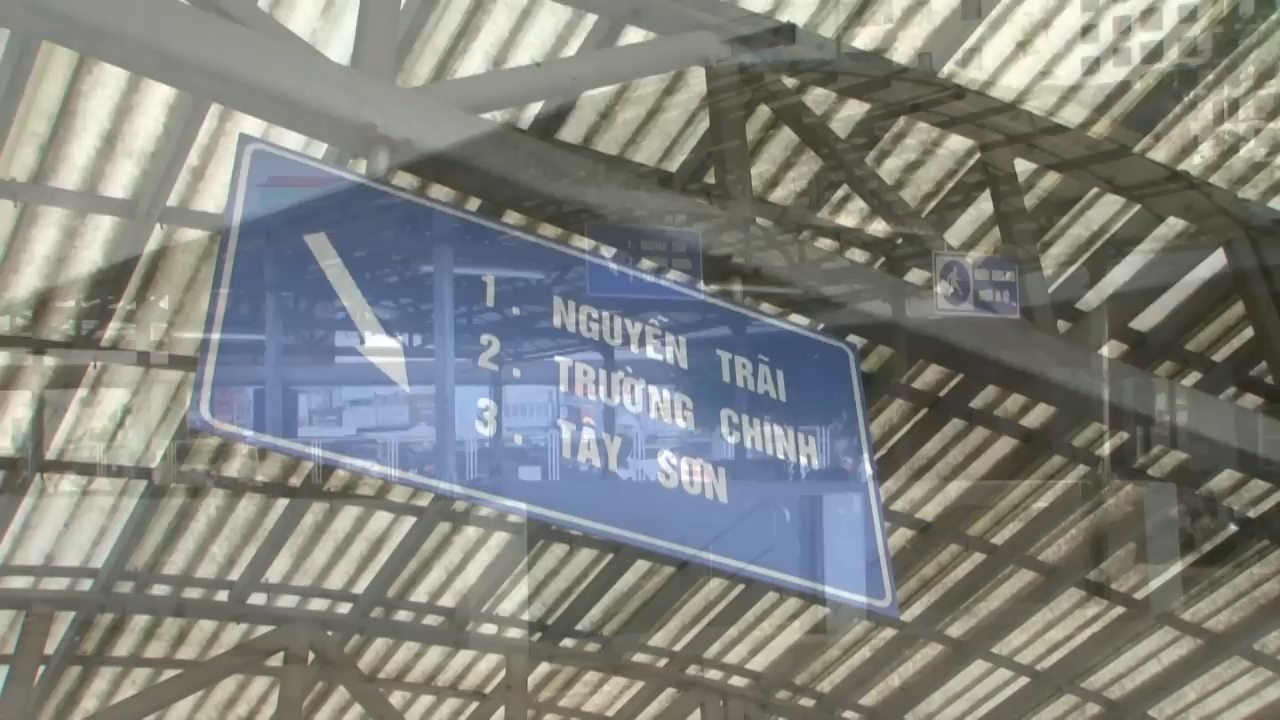 1. NGUYỄN TRÃI
2. TRƯỜNG CHINH
3. TÂY SƠN